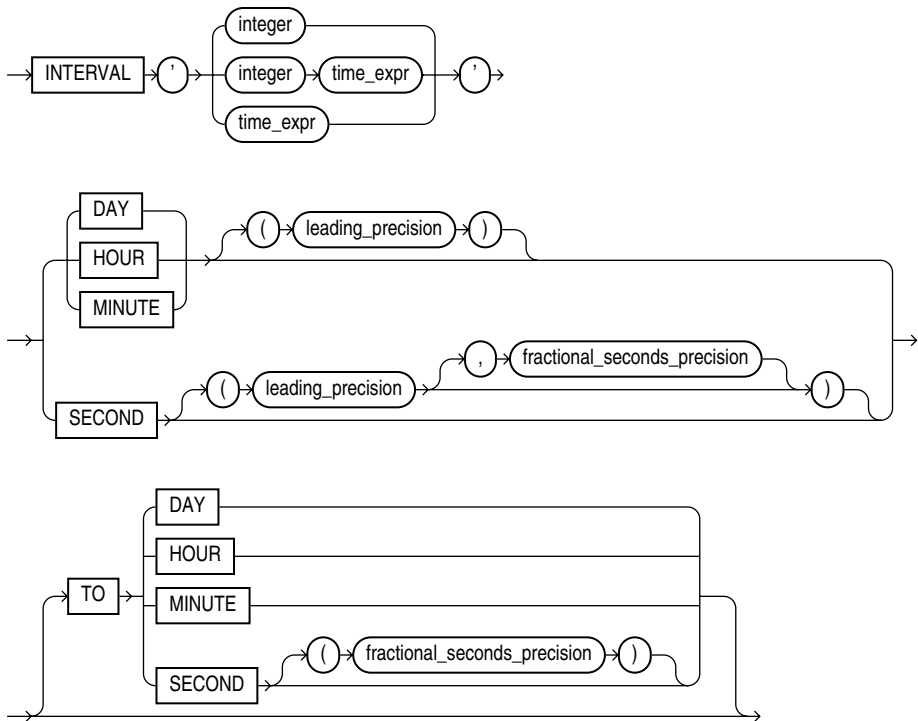 integer
INTERVAL ' integer time_expr '
time_expr
DAY
( leading_precision )
HOUR
MINUTE
, fractional_seconds_precision
( leading_precision )
SECOND
DAY
HOUR
TO MINUTE
( fractional_seconds_precision )
SECOND